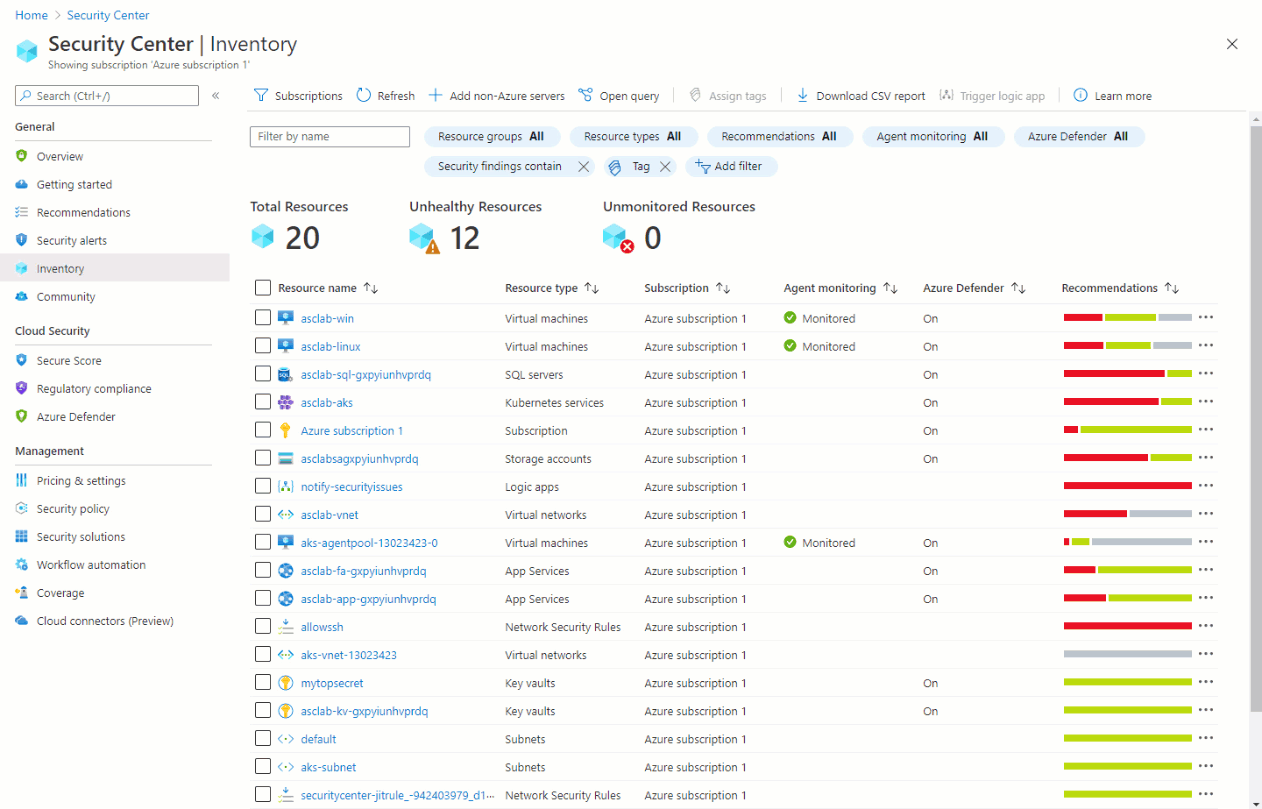 Home > Security Center
Security Center | Inventory
Showing subscription 'Azure subscription 1'
Search (Ctrl+/)
«
General
Overview
Getting started
Recommendations
Security alerts
Inventory
Community
Cloud Security
Secure Score
Regulatory compliance
Azure Defender
Management
Pricing & settings
Security policy
Security solutions
Workflow automation
Coverage
Cloud connectors (Preview)
Subscriptions Refresh Add non-Azure servers Open query Assign tags Download CSV report Trigger logic app Learn more
Filter by name Resource groups All Resource types All Recommendations All Agent monitoring All Azure Defender All
Security findings contain Tag Add filter
Total Resources Unhealthy Resources Unmonitored Resources
20 12 0
Resource name Resource type Subscription Agent monitoring Azure Defender Recommendations
asclab-win Virtual machines Azure subscription 1 Monitored On
asclab-linux Virtual machines Azure subscription 1 Monitored On
asclab-sql-gxpyiunhvprdq SQL servers Azure subscription 1 On
asclab-aks Kubernetes services Azure subscription 1 On
Azure subscription 1 Subscription Azure subscription 1 On
asclabsagxpyiunhvprdq Storage accounts Azure subscription 1 On
notify-securityissues Logic apps Azure subscription 1
asclab-vnet Virtual networks Azure subscription 1
aks-agentpool-13023423-0 Virtual machines Azure subscription 1 Monitored On
asclab-fa-gxpyiunhvprdq App Services Azure subscription 1 On
asclab-app-gxpyiunhvprdq App Services Azure subscription 1 On
allowssh Network Security Rules Azure subscription 1
aks-vnet-13023423 Virtual networks Azure subscription 1
mytopsecret Key vaults Azure subscription 1 On
asclab-kv-gxpyiunhvprdq Key vaults Azure subscription 1 On
default Subnets Azure subscription 1
aks-subnet Subnets Azure subscription 1
securitycenter-jitrule_-942403979_d1··· Network Security Rules Azure subscription 1